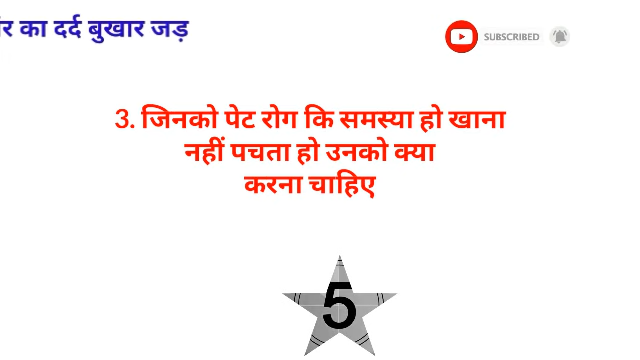 का दर्द बुखार जड़
SUBSCRIBED
3. जिनको पेट रोग कि समस्या हो खाना
नहीं पचता हो उनको क्या
करना चाहिए
5